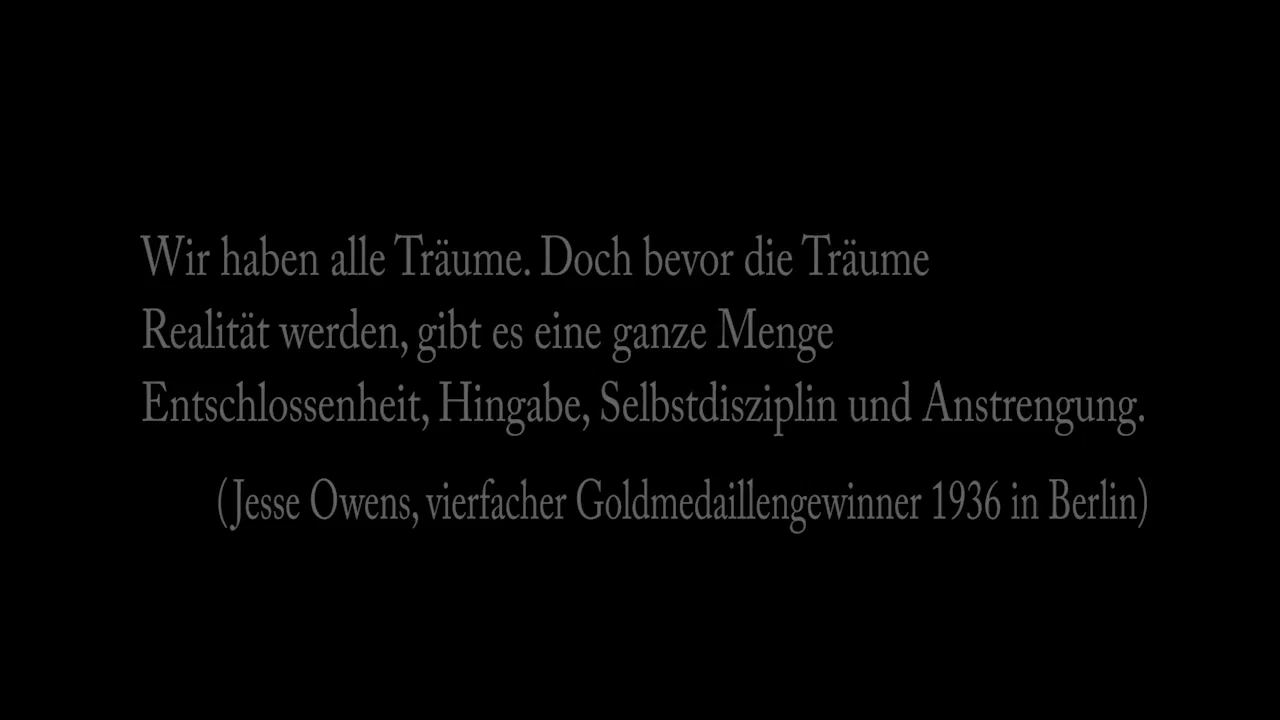 Wir haben alle Träume. Doch bevor die Träume
Realität werden, gibt es eine ganze Menge
Entschlossenheit, Hingabe, Selbstdisziplin und Anstrengung.
(Jesse Owens, vierfacher Goldmedaillengewinner 1936 in Berlin)